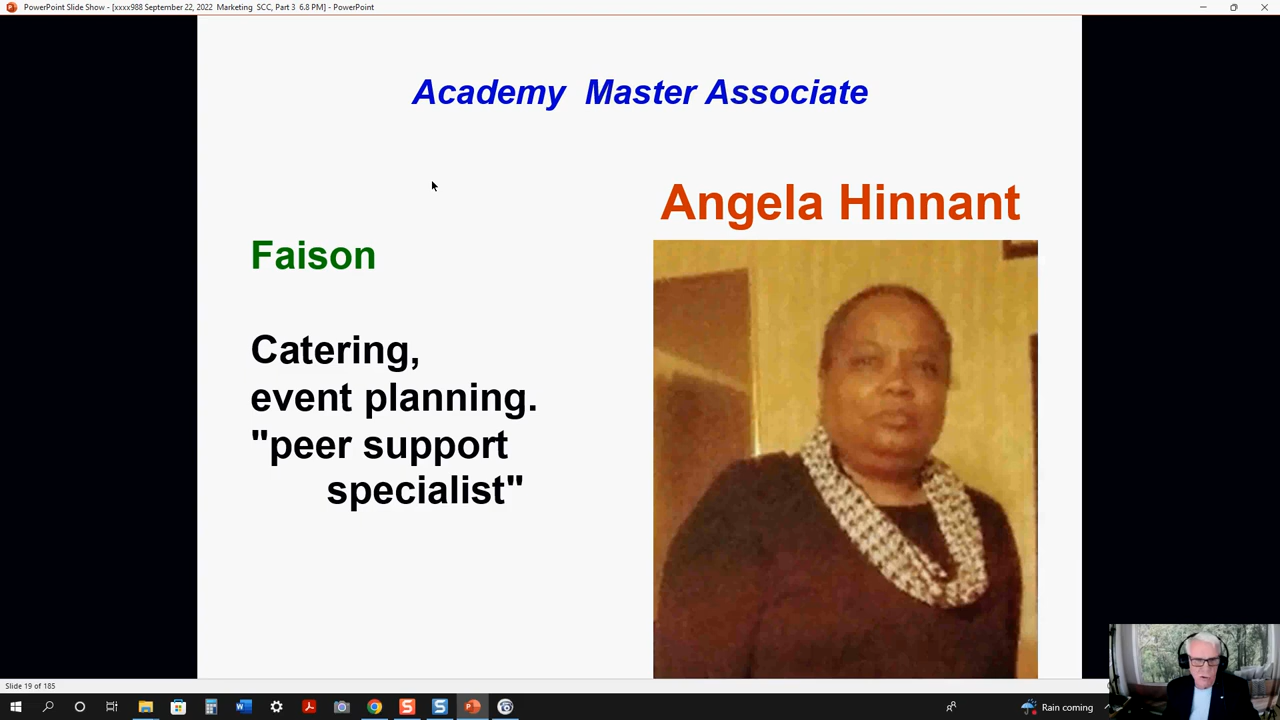 PowerPoint Slide Show - [xxxx988 September 22, 2022 Marketing SCC, Part 3 6.8 PM] - PowerPoint
Academy Master Associate
Angela Hinnant
Faison
Catering,
event planning.
"peer support
specialist"
Slide 19 of 185
Rain coming